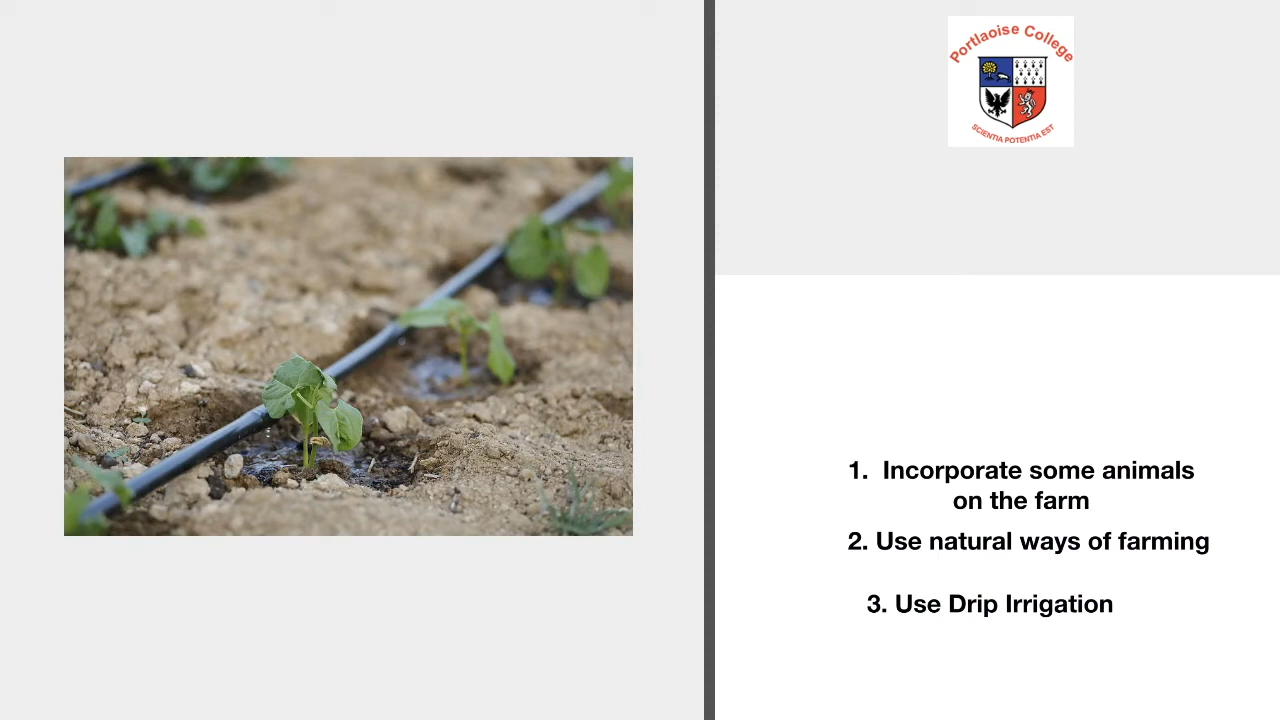 Portlaoise College
SCIENTIA POTENTIA EST
1. Incorporate some animals
on the farm
2. Use natural ways of farming
3. Use Drip Irrigation